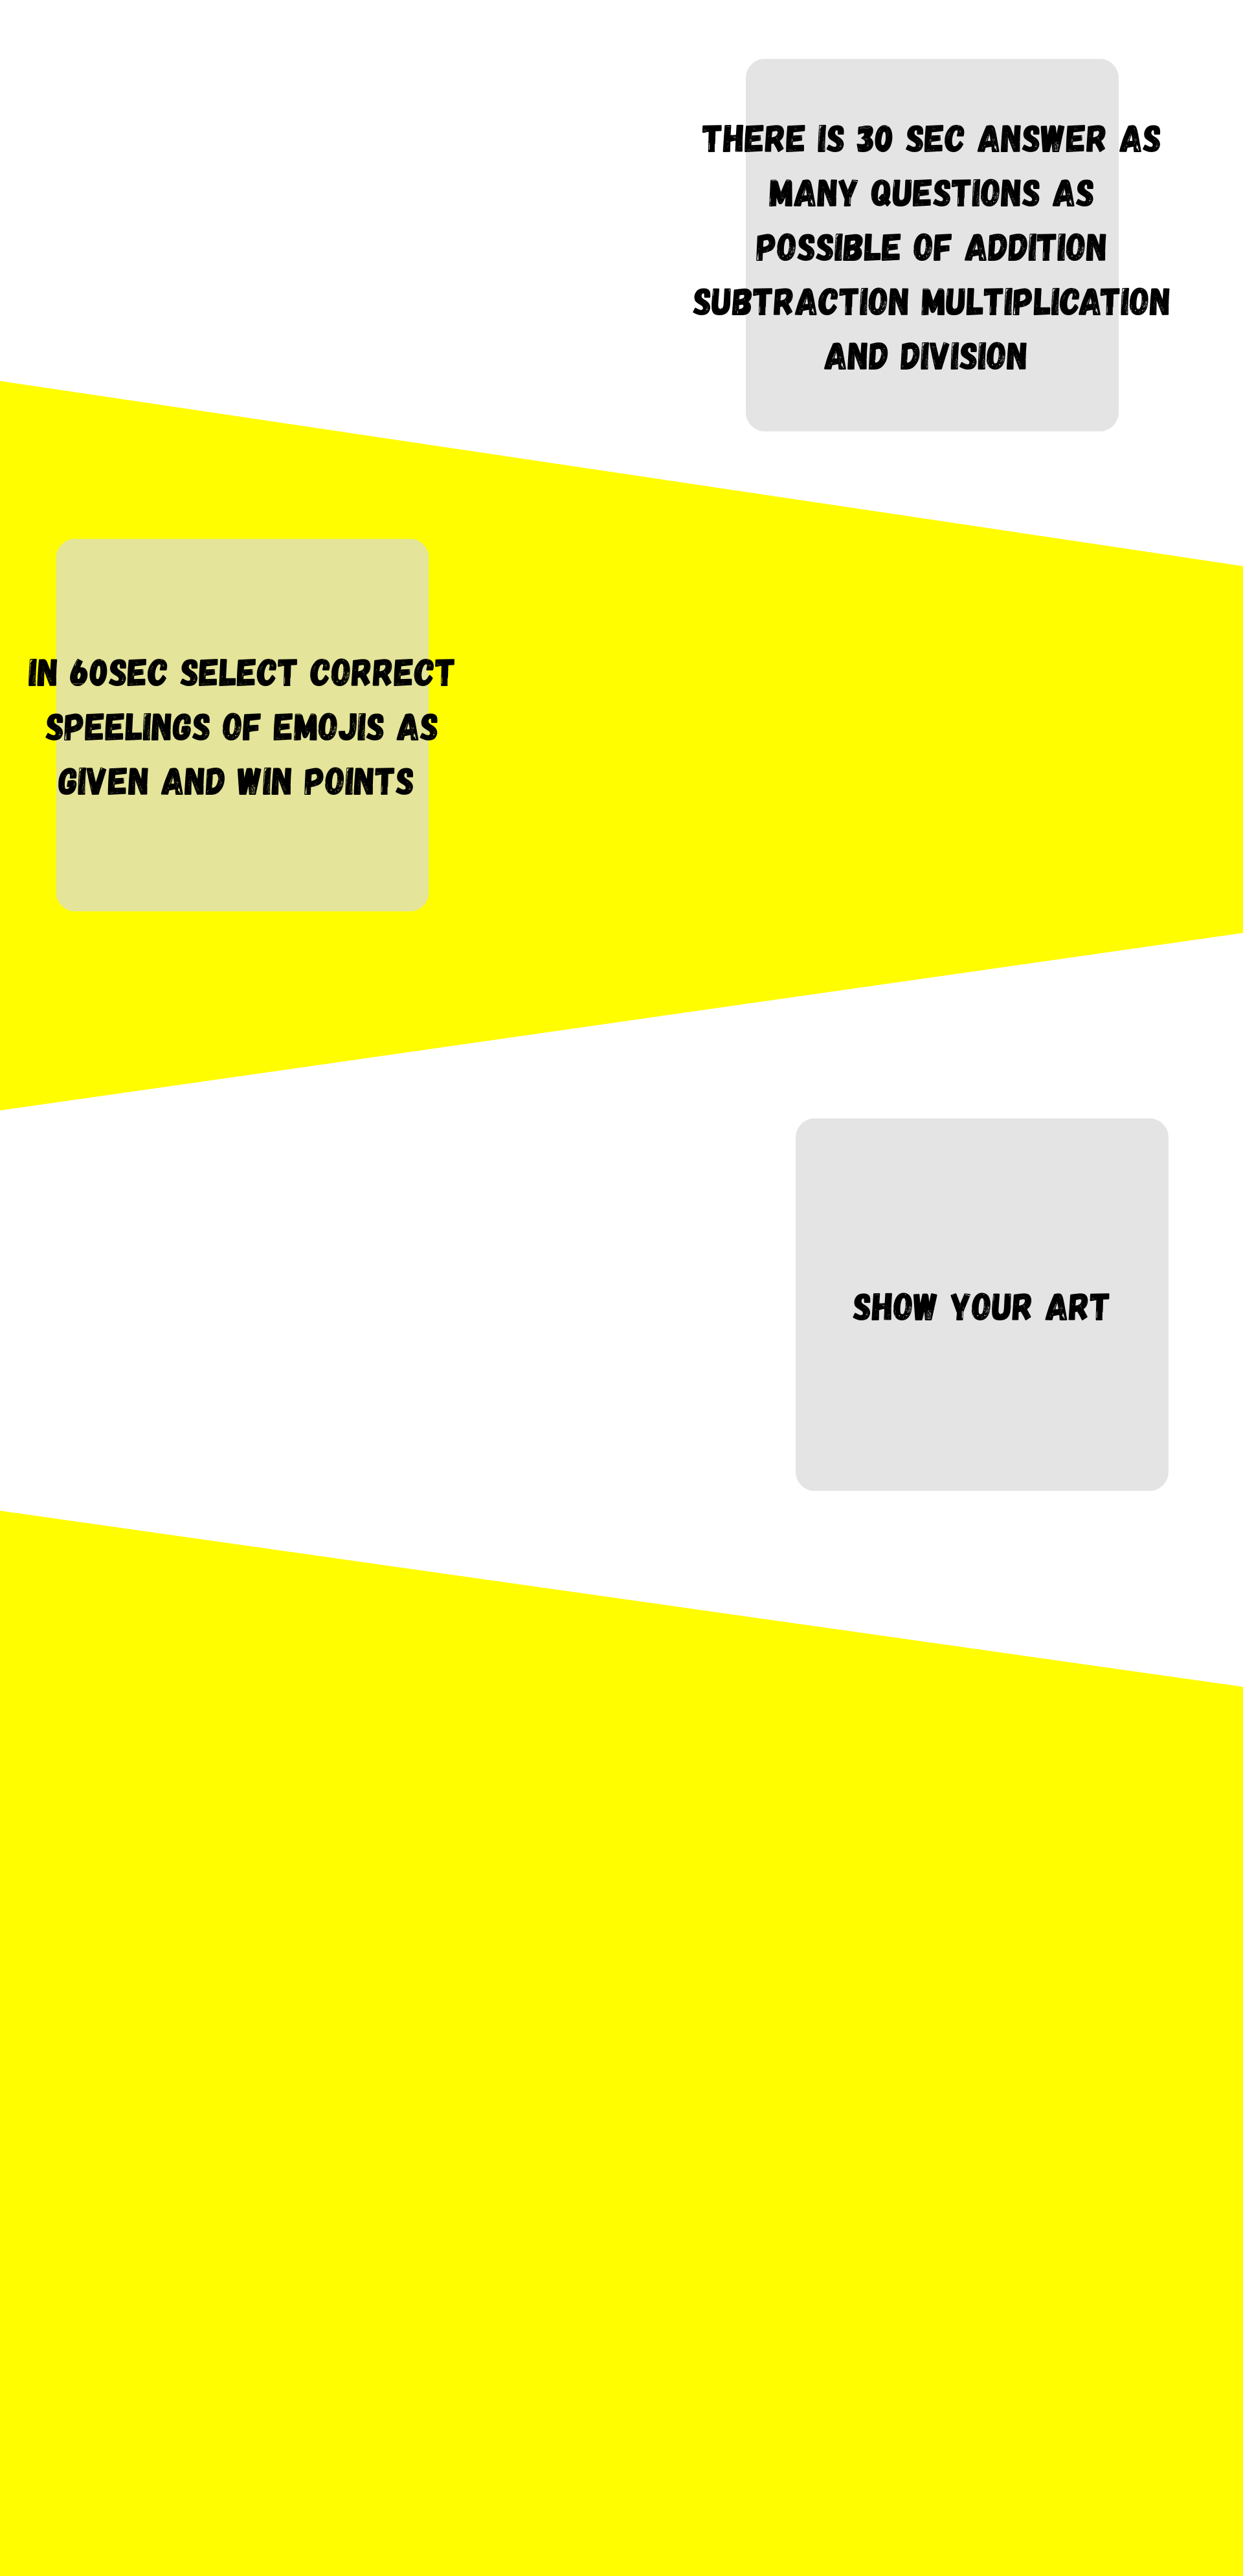 THERE IS 30 SEC ANSWER AS
MANY QUESTIONS AS
POSSIBLE OF ADDITION
SUBTRACTION MULTIPLICATION
AND DIVISION
IN 60SEC SELECT CORRECT
SPEELINGS OF EMOJIS AS
GIVEN AND WIN POINTS
SHOW YOUR ART